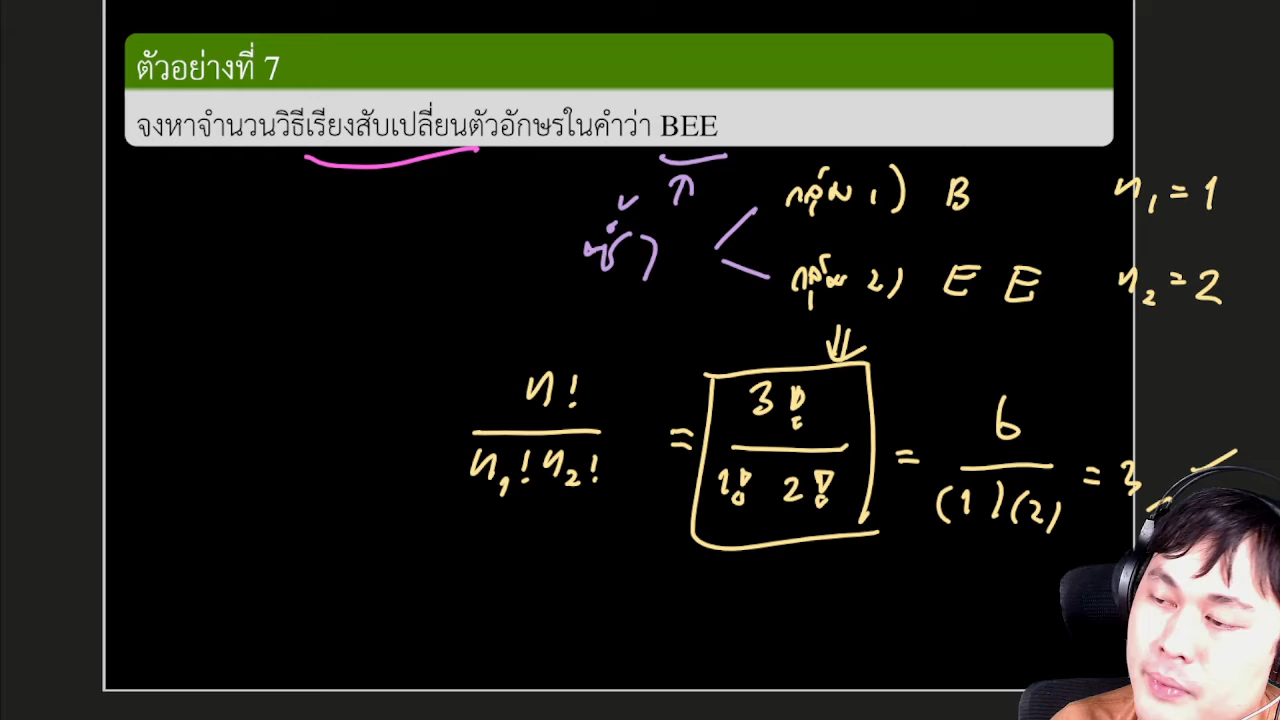 ตัวอย่างที่ 7
จงหาจำนวนวิธีเรียงสับเปลี่ยนตัวอักษรในคำว่า BEE
ซ้ำ
กลุ่ม 1) B n₁ = 1
กลุ่ม 2) E E n₂ = 2
n! / n₁! n₂! = 3! / 1! 2! = 6 / (1)(2) = 3